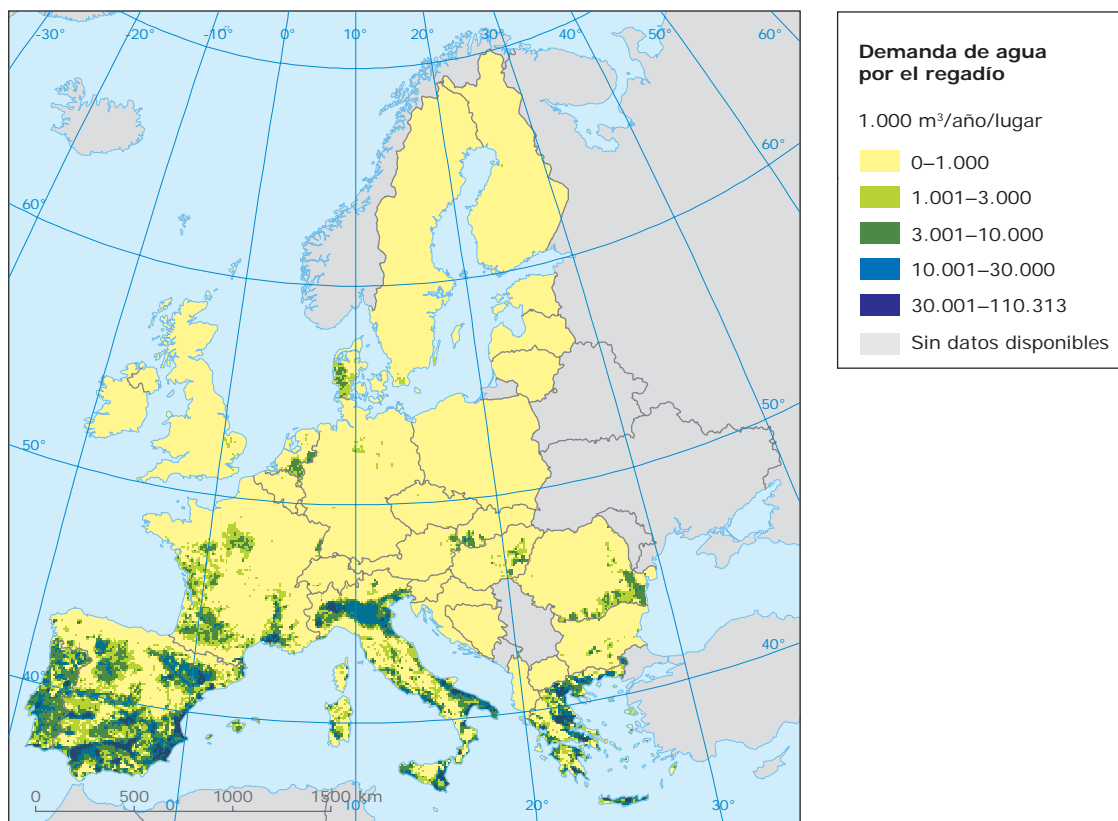 -30° -20° -10° 0° 10° 20° 30° 40° 50° 60°
60° 60°
50° 50°
40° 40°
0 500 1000 1500 km
0° 10° 20° 30°
Demanda de agua
por el regadío
1.000 m³/año/lugar
0–1.000
1.001–3.000
3.001–10.000
10.001–30.000
30.001–110.313
Sin datos disponibles